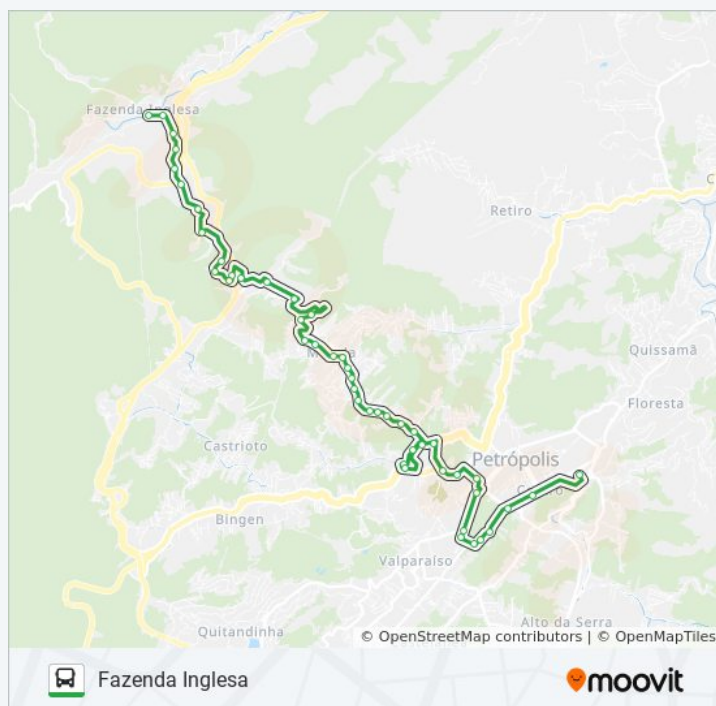 Fazenda Inglesa
Retiro
C
Quissamã
Floresta
Castrioto
Petrópolis
Bingen
Valparaíso
Alto da Serra
Quitandinha
© OpenStreetMap contributors | © OpenMapTiles
Fazenda Inglesa
moovit